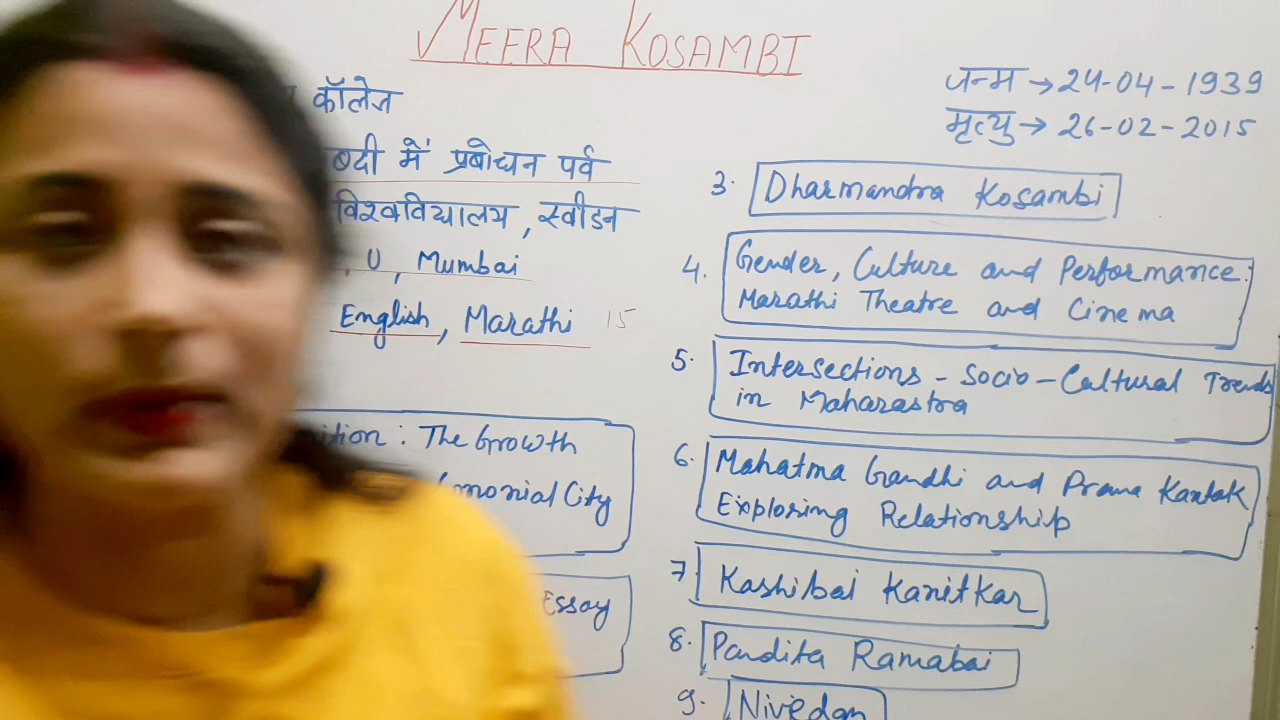 MEERA KOSAMBI
जन्म → 24-04-1939
मृत्यु → 26-02-2015
कॉलेज
में प्रबोधन पर्व
विश्वविद्यालय, स्वीडन
, U, Mumbai
English, Marathi 15
: The Growth
City
Essay
3. Dharmandra Kosambi
4. Gender, Culture and Performance:
Marathi Theatre and Cinema
5. Intersections - Socio-Cultural Trends
in Maharastra
6. Mahatma Gandhi and Prema Kantak
Exploring Relationship
7 Kashibai Kanitkar
8. Pandita Ramabai
9. Nivedan